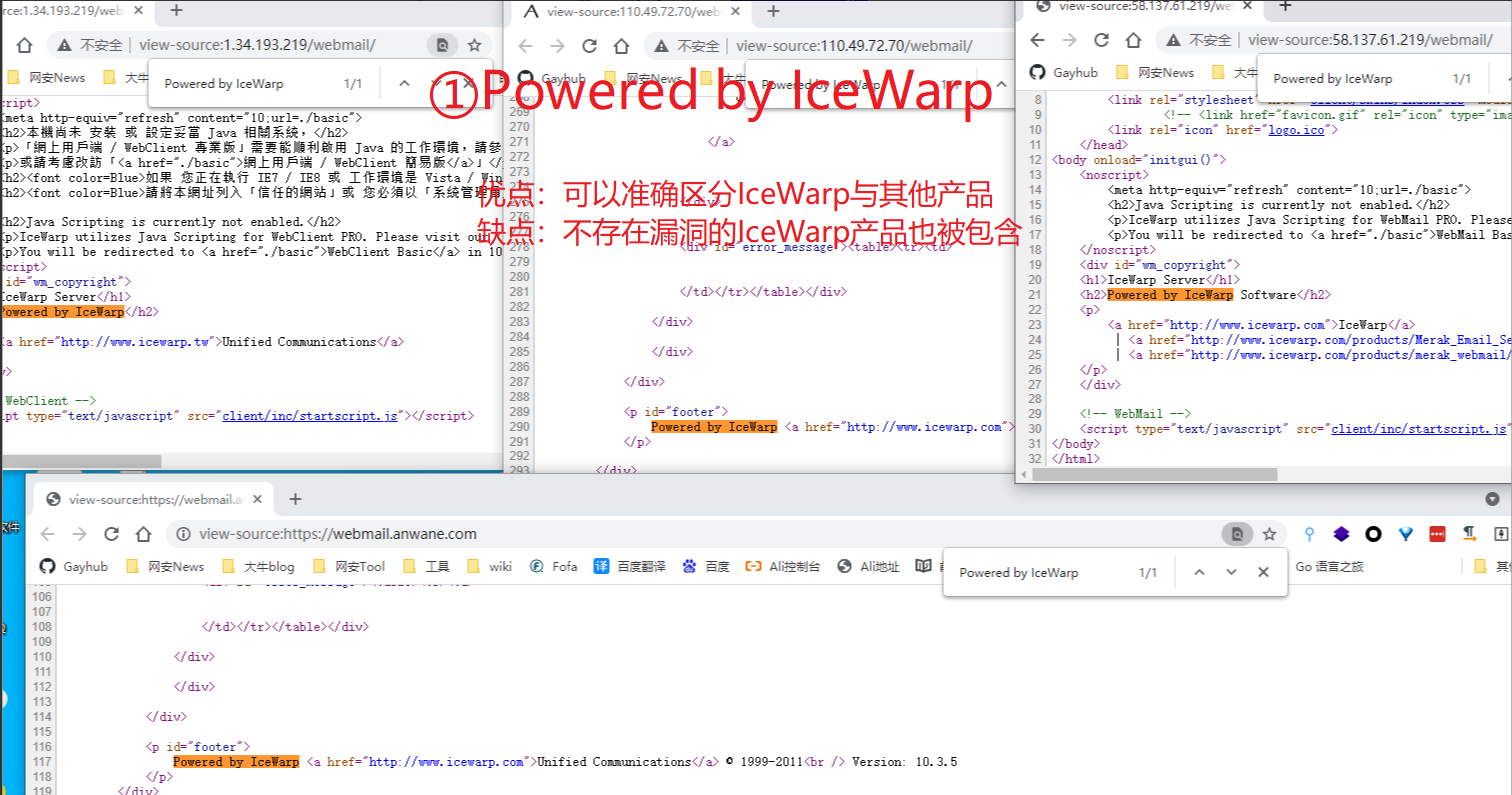 rce:1.34.193.219/web
不安全 view-source:1.34.193.219/webmail/
网安News
大牛
Powered by IceWarp 1/1
cript>
<meta http-equiv="refresh" content="10;url=./basic">
<h2>本機尚未 安裝 或 設定妥當 Java 相關系統，</h2>
<p>「網上用戶端 / WebClient 專業版」需要能順利啟用 Java 的工作環境，請參
<p>或請考慮改訪「<a href="./basic">網上用戶端 / WebClient 簡易版</a>」</
<h2><font color=Blue>如果 您正在執行 IE7 / IE8 或 工作環境是 Vista / Win
<h2><font color=Blue>請將本網址列入「信任的網站」或 您必須以「系統管理員
<h2>Java Scripting is currently not enabled.</h2>
<p>IceWarp utilizes Java Scripting for WebClient PRO. Please visit ou
<p>You will be redirected to <a href="./basic">WebClient Basic</a> in 10
cript>
id="wm_copyright">
IceWarp Server</h1>
Powered by IceWarp</h2>
<a href="http://www.icewarp.tw">Unified Communications</a>
WebClient -->
ipt type="text/javascript" src="client/inc/startscript.js"></script>
view-source:110.49.72.70/web
不安全 view-source:110.49.72.70/webmail/
Gayhub
网安News
大牛
Powered by IceWarp
①Powered by IceWarp
优点：可以准确区分IceWarp与其他产品
缺点：不存在漏洞的IceWarp产品也被包含
269
270
271 </a>
272
273
276
278 <div id="error_message"><table><tr><td>
279
280
281 </td></tr></table></div>
282
283 </div>
284
285 </div>
286
287 </div>
288
289 <p id="footer">
290 Powered by IceWarp <a href="http://www.icewarp.com">
291 </p>
292
293 </div>
view-source:58.137.61.219/we
不安全 view-source:58.137.61.219/webmail/
Gayhub
网安News
大牛
Powered by IceWarp 1/1
8 <link rel="stylesheet" href="client/skins/index.css"
9 <!-- <link href="favicon.gif" rel="icon" type="ima
10 <link rel="icon" href="logo.ico">
11 </head>
12 <body onload="initgui()">
13 <noscript>
14 <meta http-equiv="refresh" content="10;url=./basic">
15 <h2>Java Scripting is currently not enabled.</h2>
16 <p>IceWarp utilizes Java Scripting for WebMail PRO. Please
17 <p>You will be redirected to <a href="./basic">WebMail Bas
18 </noscript>
19 <div id="wm_copyright">
20 <h1>IceWarp Server</h1>
21 <h2>Powered by IceWarp Software</h2>
22 <p>
23 <a href="http://www.icewarp.com">IceWarp</a>
24 | <a href="http://www.icewarp.com/products/Merak_Email_Se
25 | <a href="http://www.icewarp.com/products/merak_webmail/
26 </p>
27 </div>
28
29 <!-- WebMail -->
30 <script type="text/javascript" src="client/inc/startscript.js"
31 </body>
32 </html>
软件
view-source:https://webmail.a
view-source:https://webmail.anwane.com
Gayhub 网安News 大牛blog 网安Tool 工具 wiki Fofa 百度翻译 百度 Ali控制台 Ali地址 Go 语言之旅 其
Powered by IceWarp 1/1
106
107
108 </td></tr></table></div>
109
110 </div>
111
112 </div>
113
114 </div>
115
116 <p id="footer">
117 Powered by IceWarp <a href="http://www.icewarp.com">Unified Communications</a> © 1999-2011<br /> Version: 10.3.5
118 </p>
119 </div>